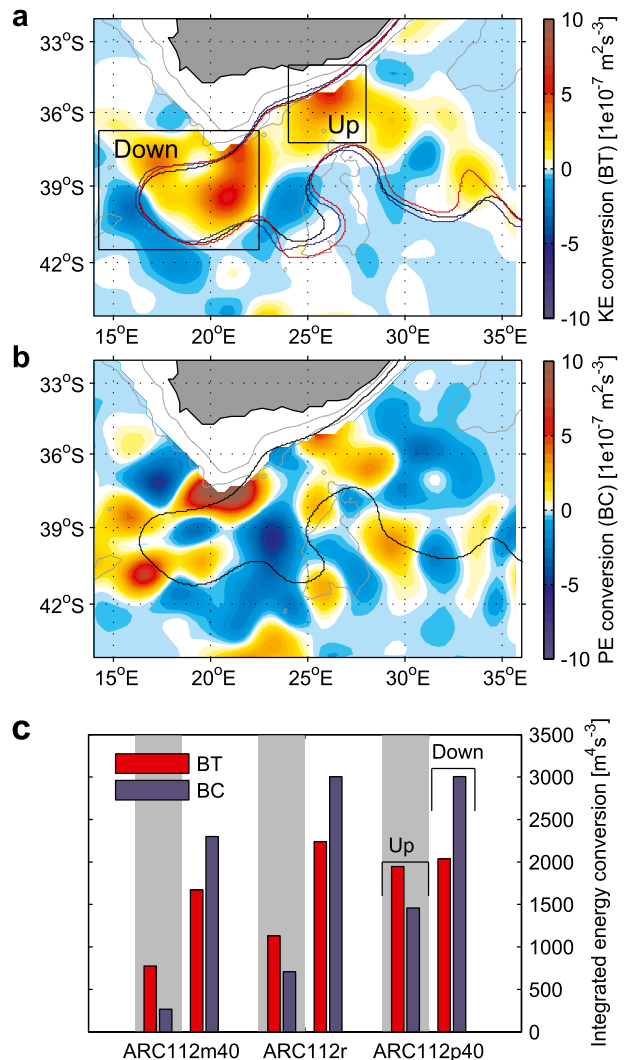 a
33°S
36°S
39°S
42°S
Down
Up
15°E
20°E
25°E
30°E
35°E
10
5
0
-5
-10
KE conversion (BT) [1e10⁻⁷ m²s⁻³]
b
33°S
36°S
39°S
42°S
15°E
20°E
25°E
30°E
35°E
10
5
0
-5
-10
PE conversion (BC) [1e10⁻⁷ m²s⁻³]
c
BT
BC
Up
Down
3500
3000
2500
2000
1500
1000
500
0
Integrated energy conversion [m⁴s⁻³]
ARC112m40
ARC112r
ARC112p40